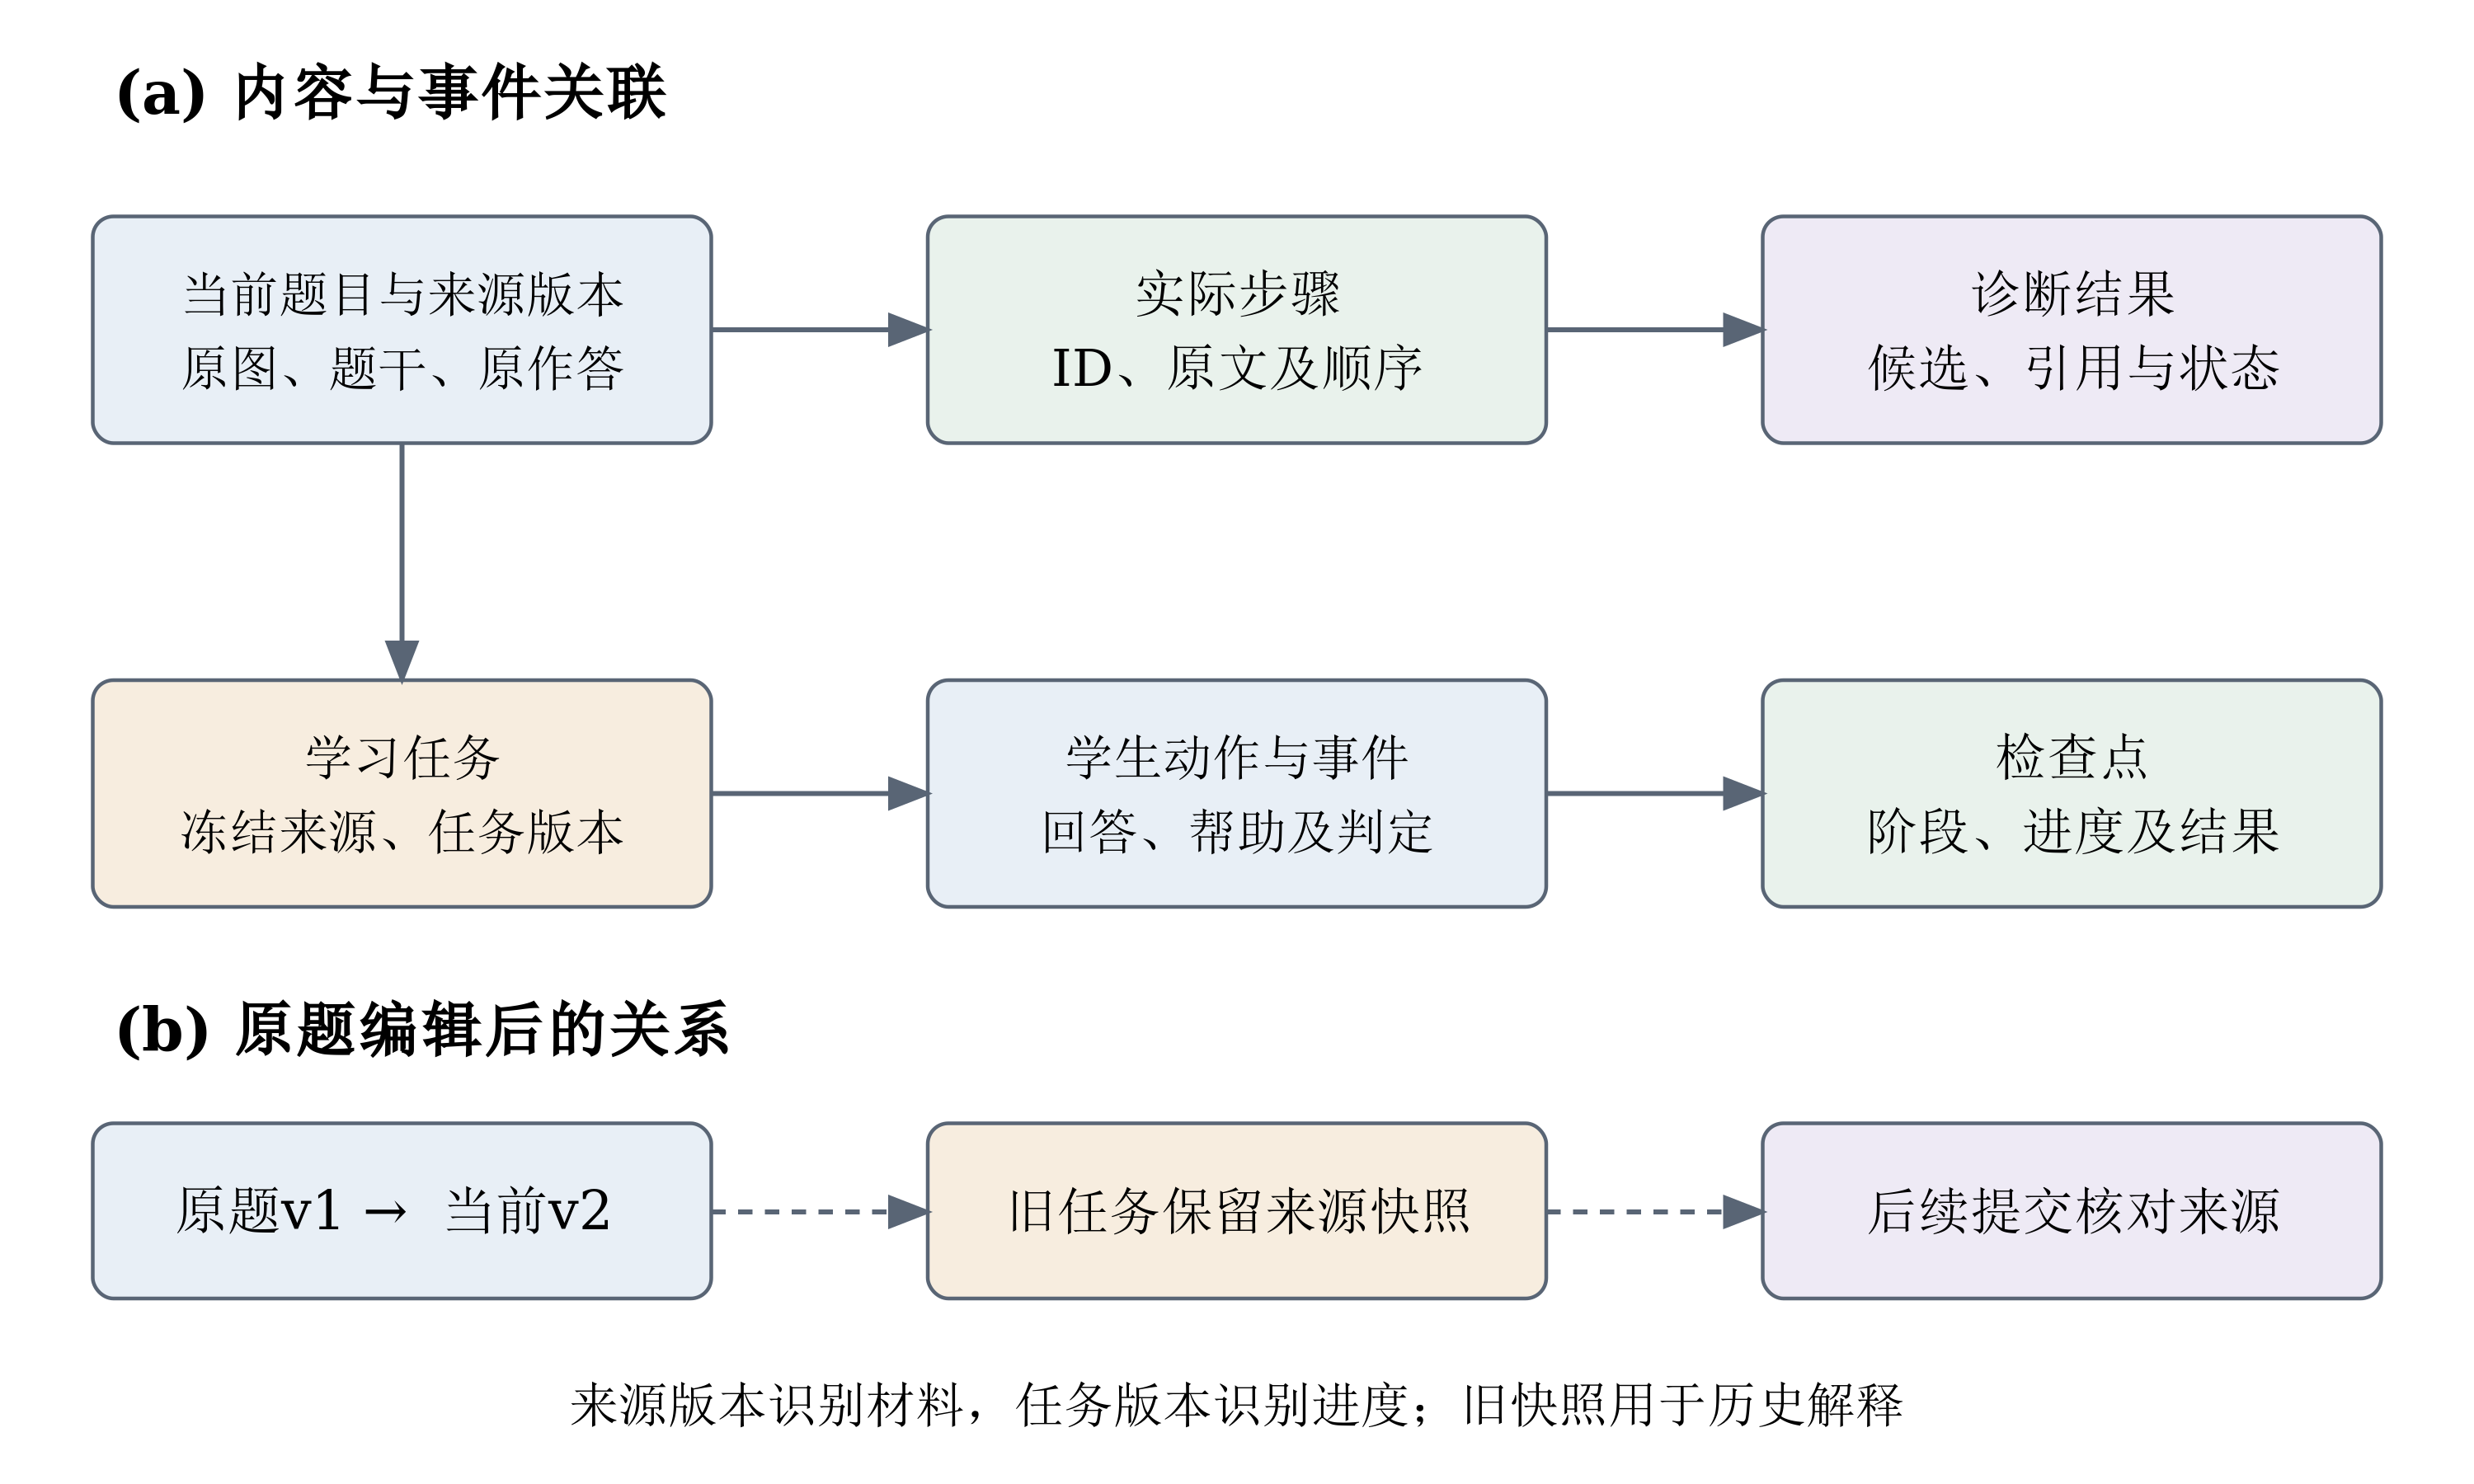 (a) 内容与事件关联
当前题目与来源版本
原图、题干、原作答
实际步骤
ID、原文及顺序
诊断结果
候选、引用与状态
学习任务
冻结来源、任务版本
学生动作与事件
回答、帮助及判定
检查点
阶段、进度及结果
(b) 原题编辑后的关系
原题v1 → 当前v2
旧任务保留来源快照
后续提交核对来源
来源版本识别材料，任务版本识别进度；旧快照用于历史解释